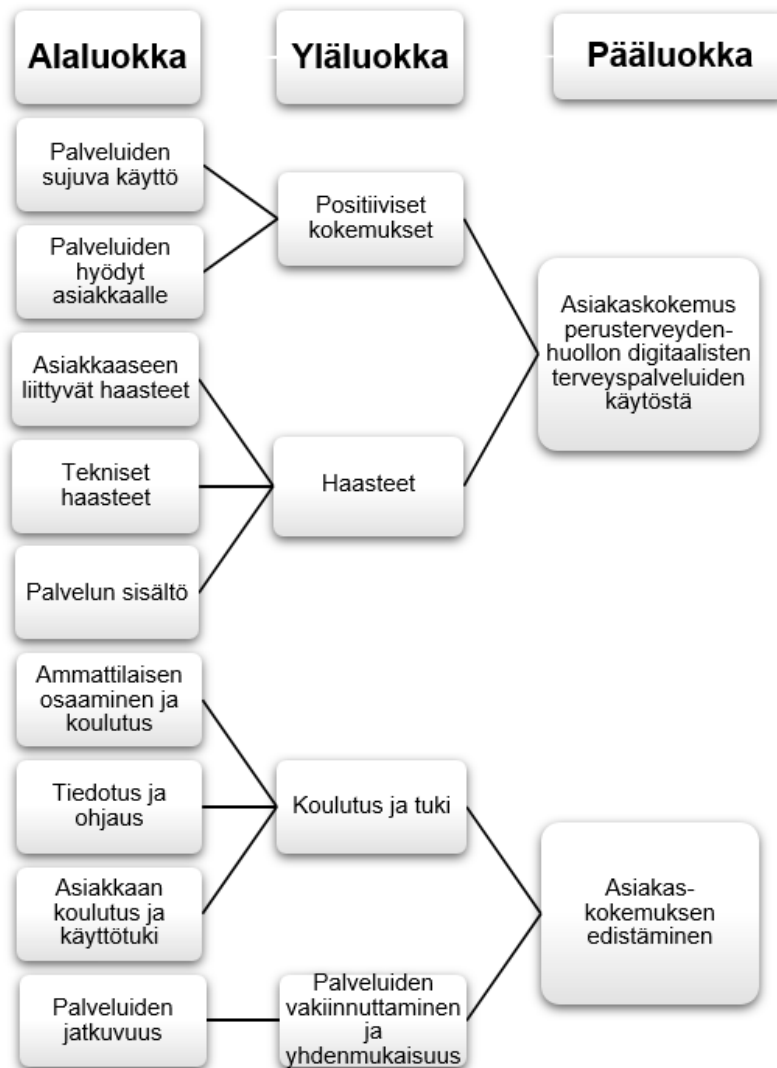 Alaluokka
Yläluokka
Pääluokka
Palveluiden
sujuva käyttö
Palveluiden
hyödyt
asiakkaalle
Positiiviset
kokemukset
Asiakkaaseen
liittyvät haasteet
Tekniset
haasteet
Palvelun sisältö
Haasteet
Asiakaskokemus
perusterveyden-
huollon digitaalisten
terveyspalveluiden
käytöstä
Ammattilaisen
osaaminen ja
koulutus
Tiedotus ja
ohjaus
Asiakkaan
koulutus ja
käyttötuki
Koulutus ja tuki
Palveluiden
jatkuvuus
Palveluiden
vakiinnuttaminen
ja
yhdenmukaisuus
Asiakas-
kokemuksen
edistäminen